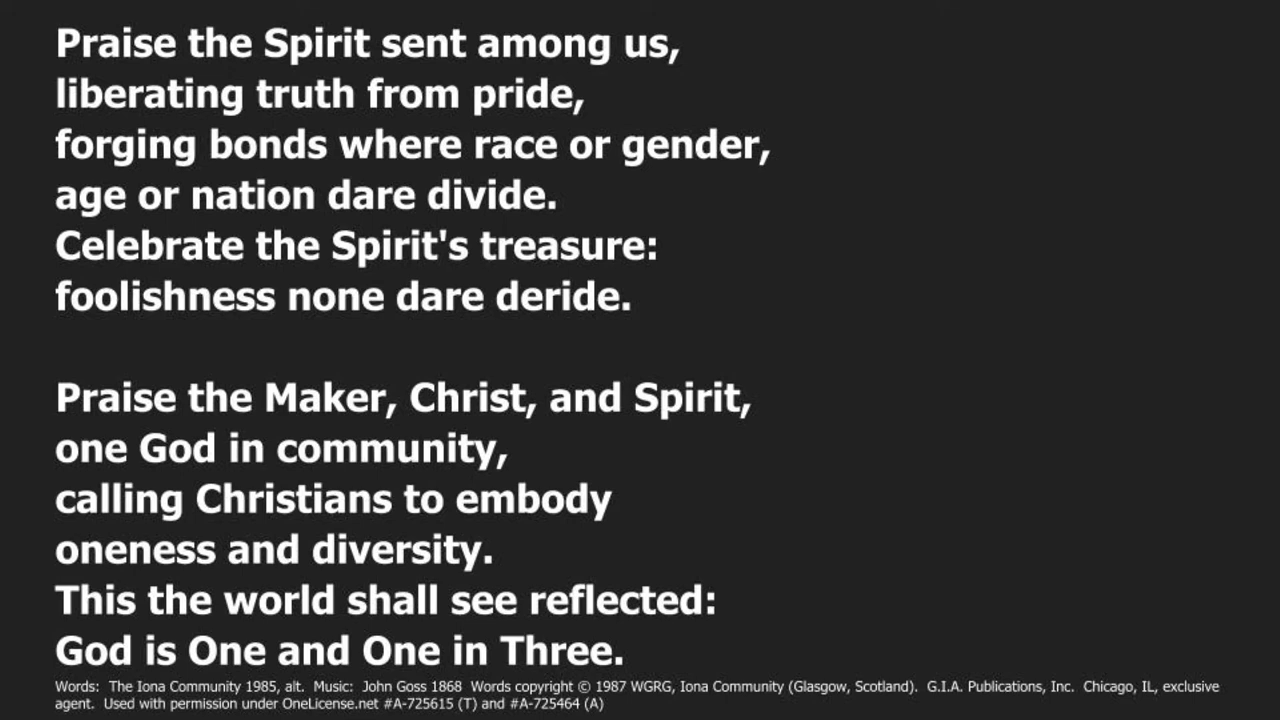 Praise the Spirit sent among us,
liberating truth from pride,
forging bonds where race or gender,
age or nation dare divide.
Celebrate the Spirit's treasure:
foolishness none dare deride.
Praise the Maker, Christ, and Spirit,
one God in community,
calling Christians to embody
oneness and diversity.
This the world shall see reflected:
God is One and One in Three.
Words:  The Iona Community 1985, alt.  Music:  John Goss 1868  Words copyright © 1987 WGRG, Iona Community (Glasgow, Scotland).  G.I.A. Publications, Inc.  Chicago, IL, exclusive
agent.  Used with permission under OneLicense.net #A-725615 (T) and #A-725464 (A)